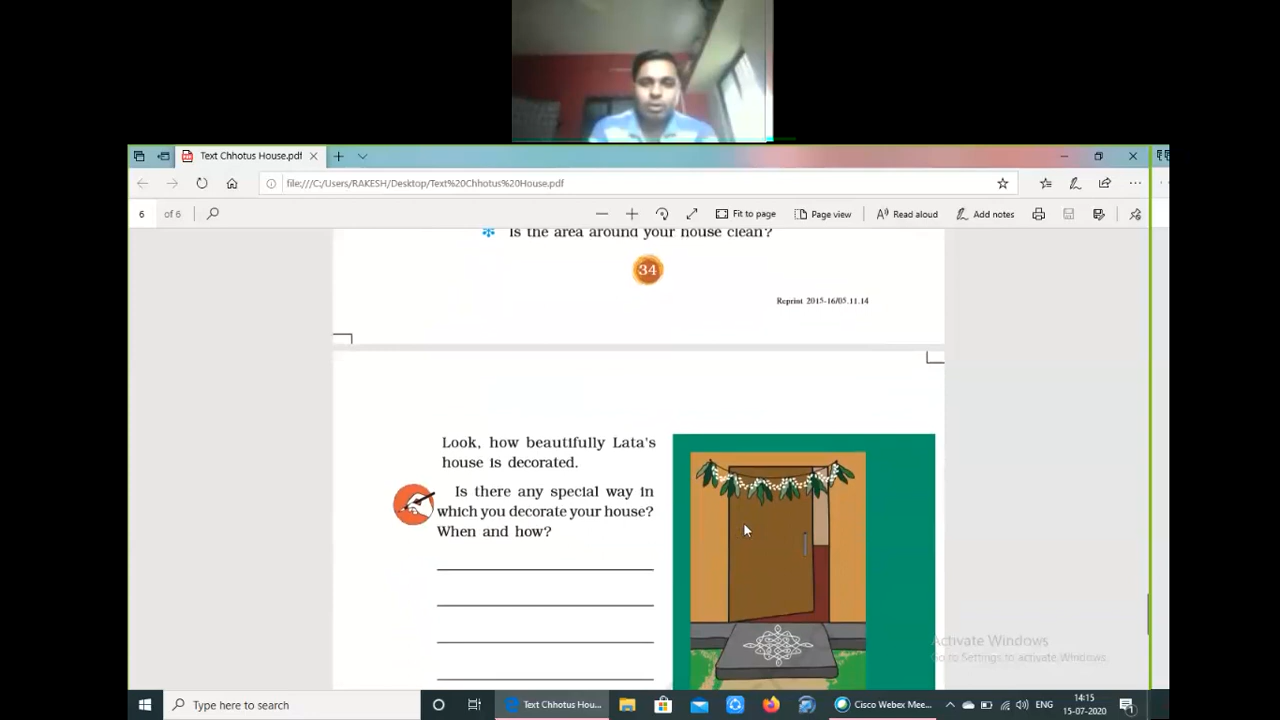 Text Chhotus House.pdf
file:///C:/Users/RAKESH/Desktop/Text%20Chhotus%20House.pdf
6 of 6
Fit to page
Page view
Read aloud
Add notes
Is the area around your house clean?
34
Reprint 2015-16/05.11.14
Look, how beautifully Lata's
house is decorated.
Is there any special way in
which you decorate your house?
When and how?
Activate Windows
Go to Settings to activate Windows.
Type here to search
Text Chhotus Hou...
Cisco Webex Mee...
ENG
14:15
15-07-2020